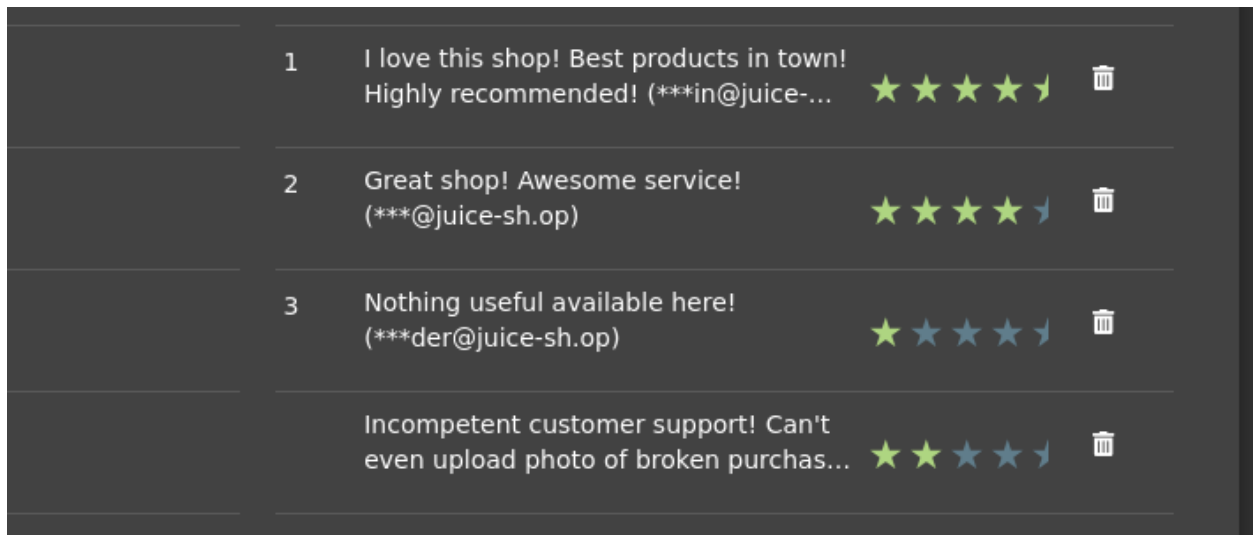 1
I love this shop! Best products in town!
Highly recommended! (***in@juice-...
2
Great shop! Awesome service!
(***@juice-sh.op)
3
Nothing useful available here!
(***der@juice-sh.op)
Incompetent customer support! Can't
even upload photo of broken purchas...